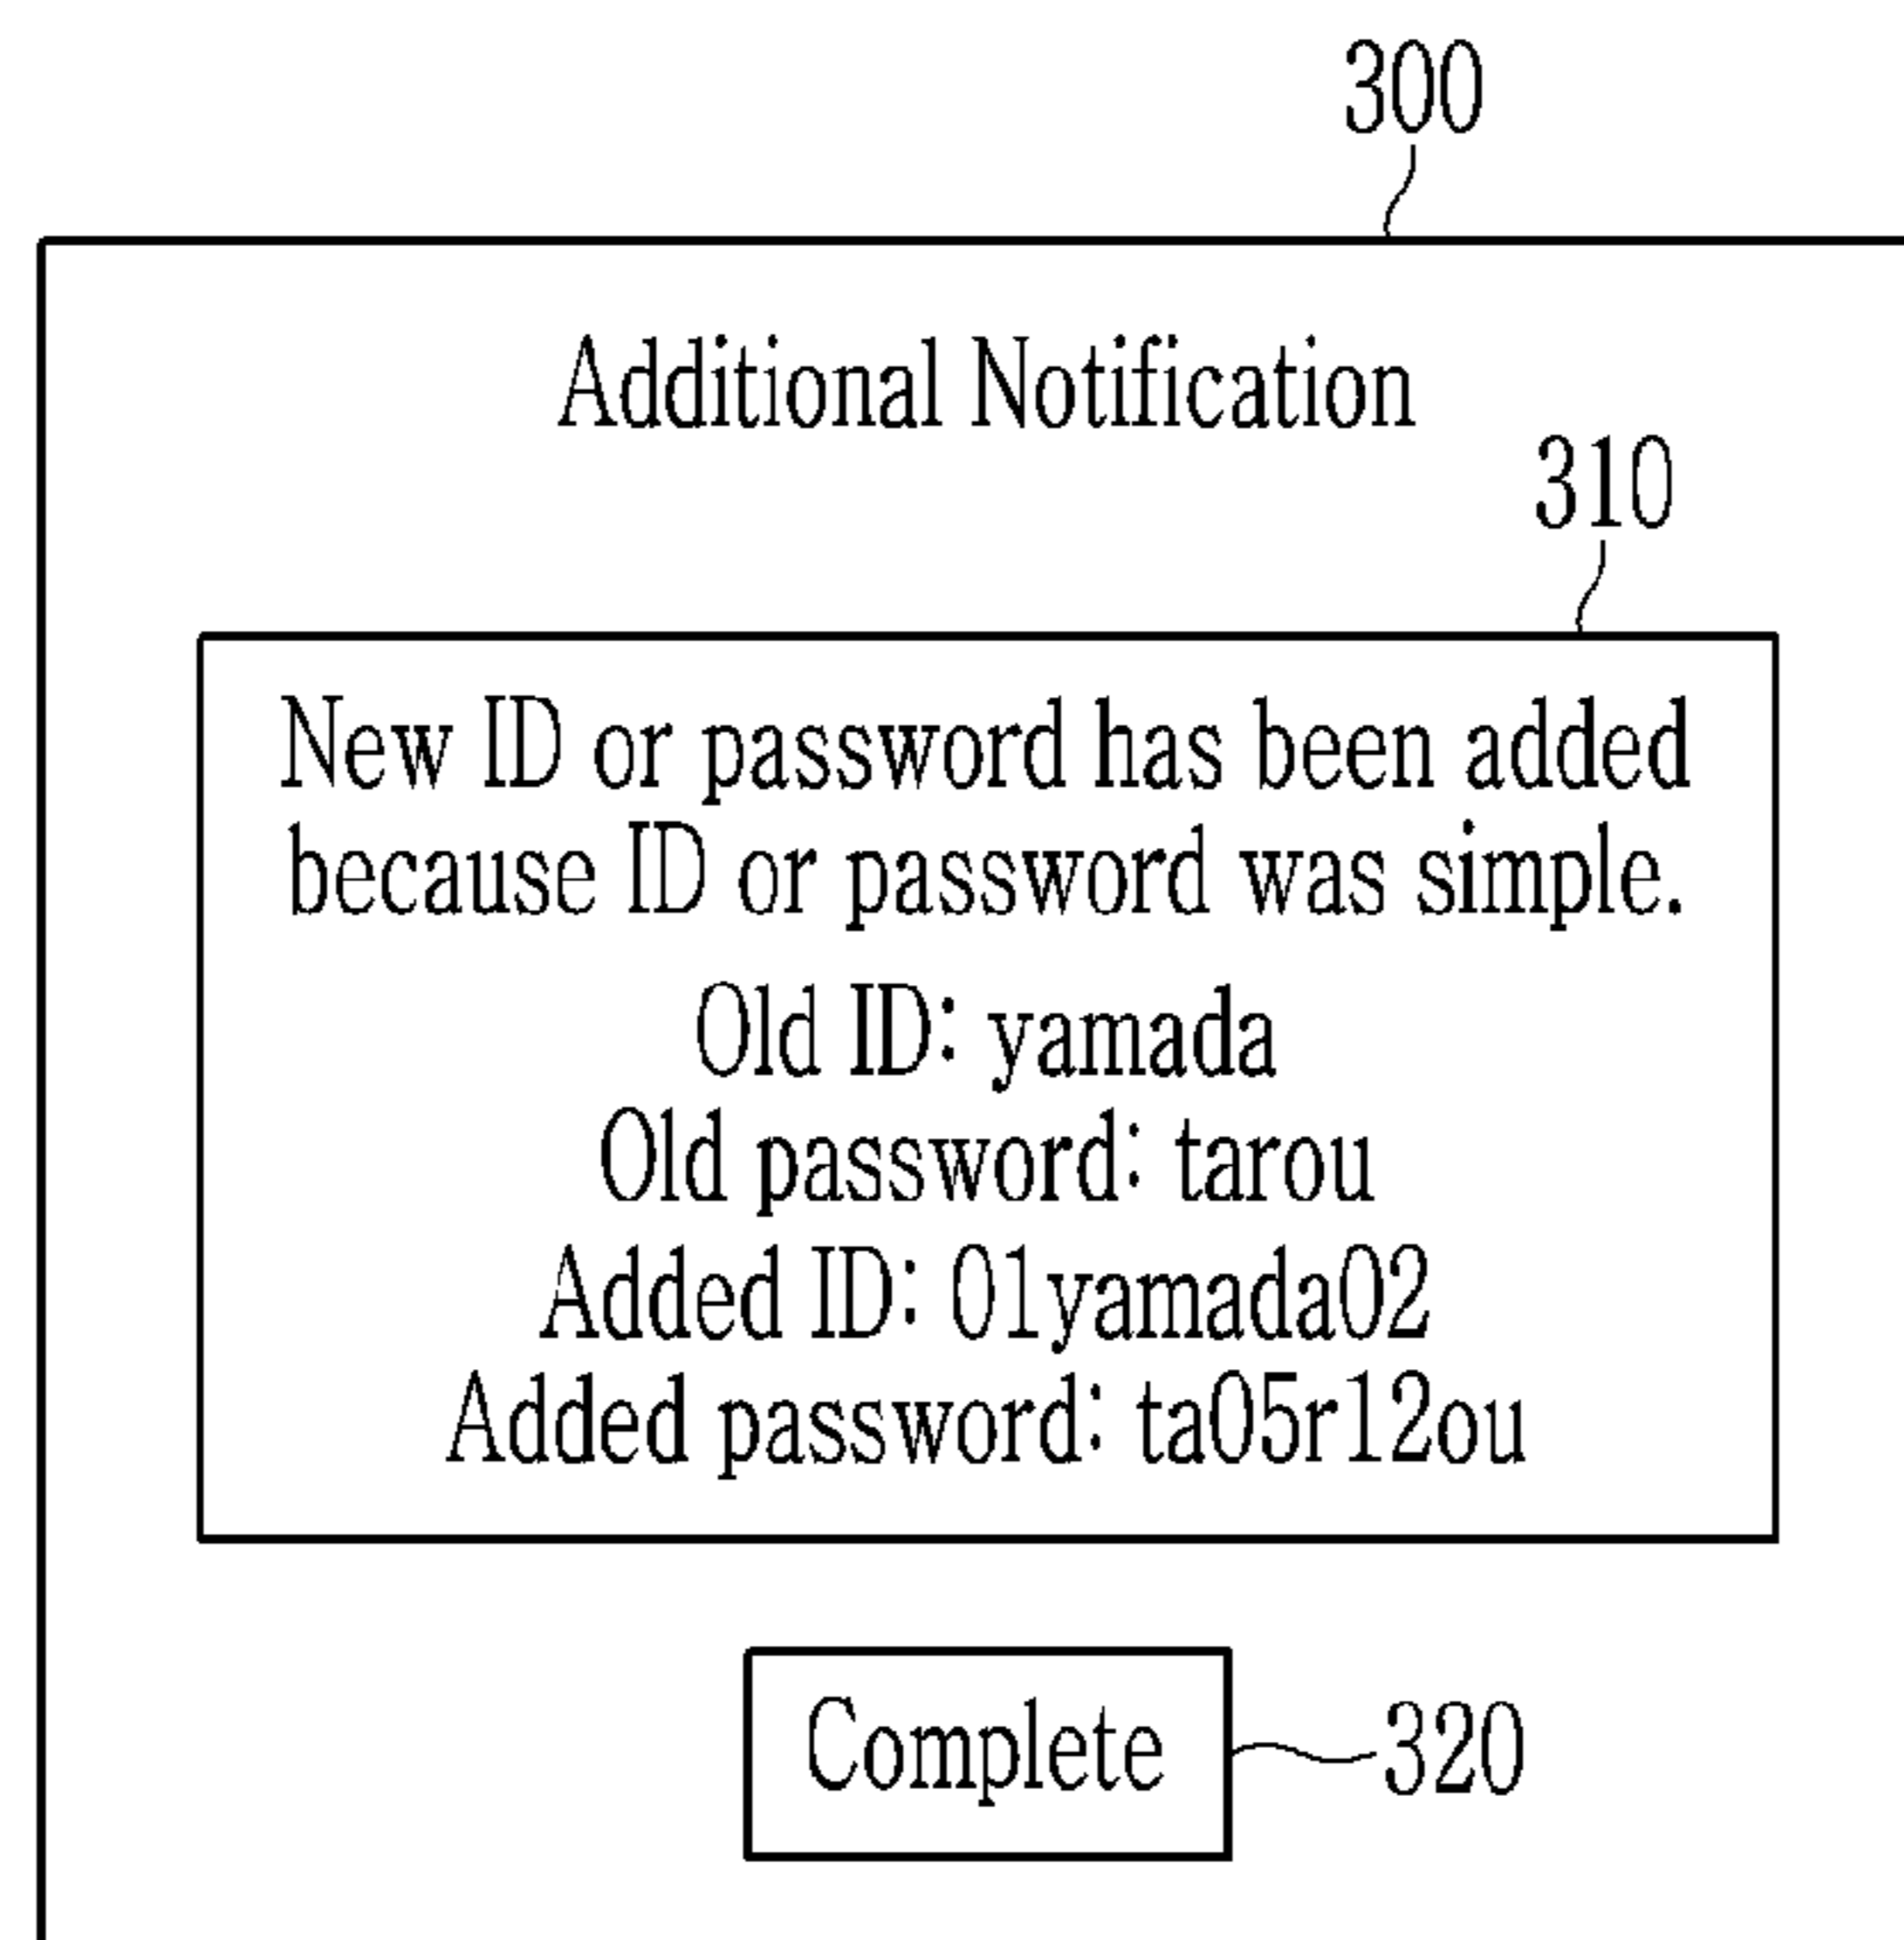 300
Additional Notification
310
New ID or password has been added
because ID or password was simple.
Old ID: yamada
Old password: tarou
Added ID: 01yamada02
Added password: ta05r12ou
Complete
320